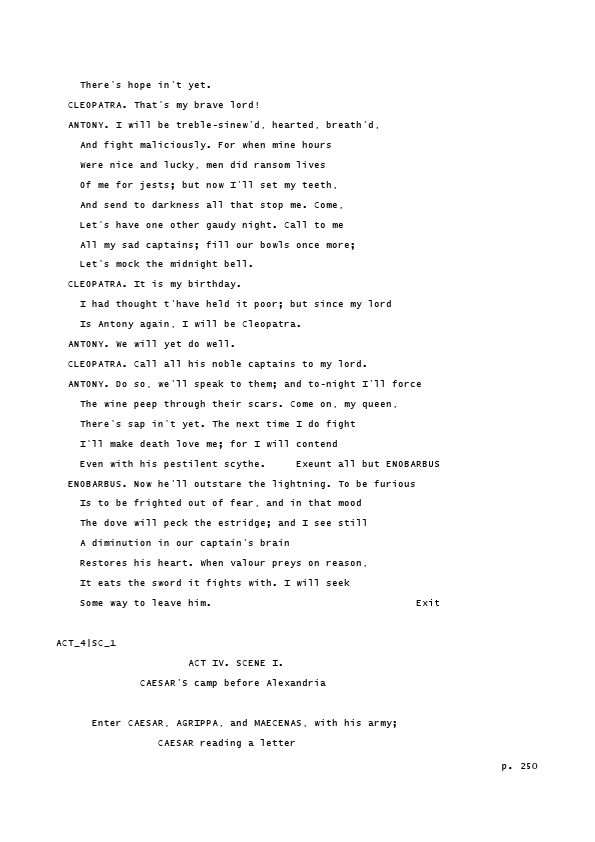 There's hope in't yet.
CLEOPATRA. That's my brave lord!
ANTONY. I will be treble-sinew'd, hearted, breath'd,
And fight maliciously. For when mine hours
Were nice and lucky, men did ransom lives
Of me for jests; but now I'll set my teeth,
And send to darkness all that stop me. Come,
Let's have one other gaudy night. Call to me
All my sad captains; fill our bowls once more;
Let's mock the midnight bell.
CLEOPATRA. It is my birthday.
I had thought t'have held it poor; but since my lord
Is Antony again, I will be Cleopatra.
ANTONY. We will yet do well.
CLEOPATRA. Call all his noble captains to my lord.
ANTONY. Do so, we'll speak to them; and to-night I'll force
The wine peep through their scars. Come on, my queen,
There's sap in't yet. The next time I do fight
I'll make death love me; for I will contend
Even with his pestilent scythe. Exeunt all but ENOBARBUS
ENOBARBUS. Now he'll outstare the lightning. To be furious
Is to be frighted out of fear, and in that mood
The dove will peck the estridge; and I see still
A diminution in our captain's brain
Restores his heart. When valour preys on reason,
It eats the sword it fights with. I will seek
Some way to leave him. Exit
ACT_4|SC_1
ACT IV. SCENE I.
CAESAR'S camp before Alexandria
Enter CAESAR, AGRIPPA, and MAECENAS, with his army;
CAESAR reading a letter
p. 250